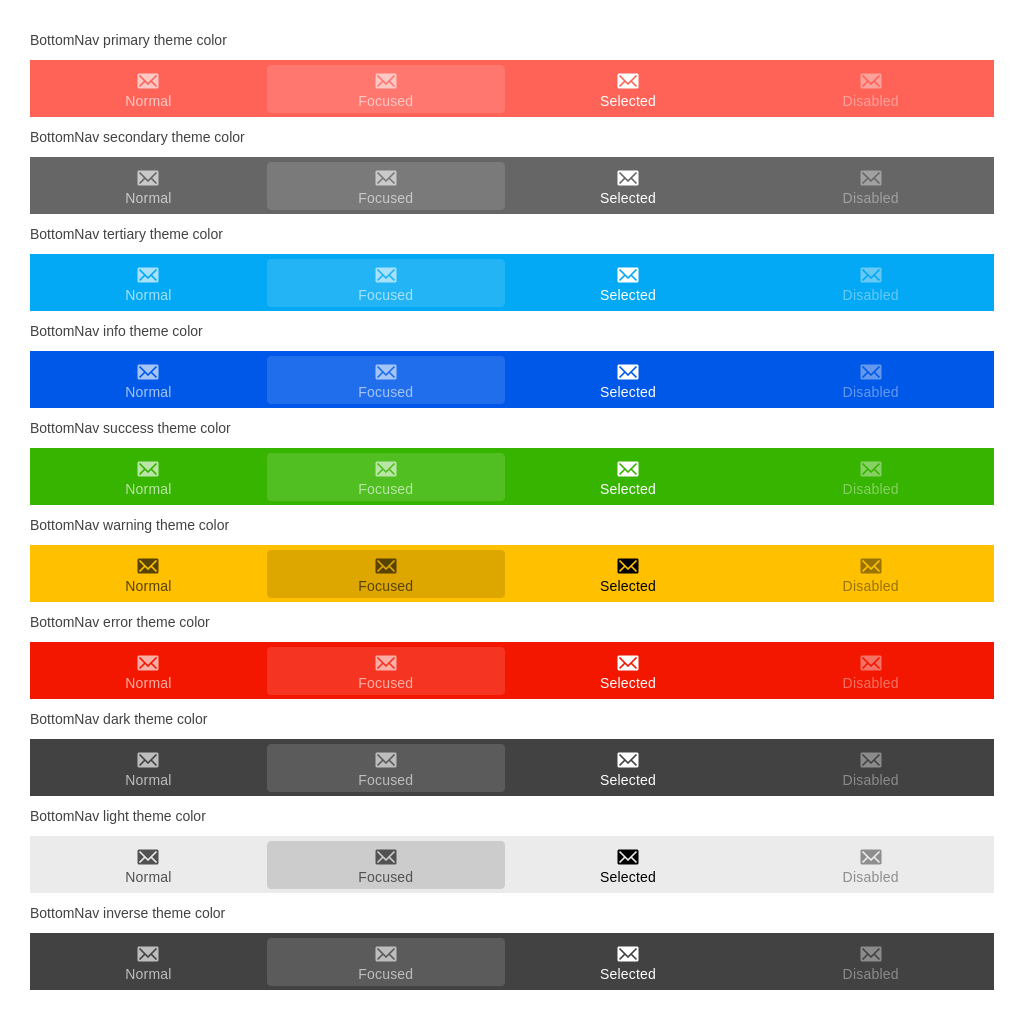 BottomNav primary theme color
Normal Focused Selected Disabled
BottomNav secondary theme color
Normal Focused Selected Disabled
BottomNav tertiary theme color
Normal Focused Selected Disabled
BottomNav info theme color
Normal Focused Selected Disabled
BottomNav success theme color
Normal Focused Selected Disabled
BottomNav warning theme color
Normal Focused Selected Disabled
BottomNav error theme color
Normal Focused Selected Disabled
BottomNav dark theme color
Normal Focused Selected Disabled
BottomNav light theme color
Normal Focused Selected Disabled
BottomNav inverse theme color
Normal Focused Selected Disabled